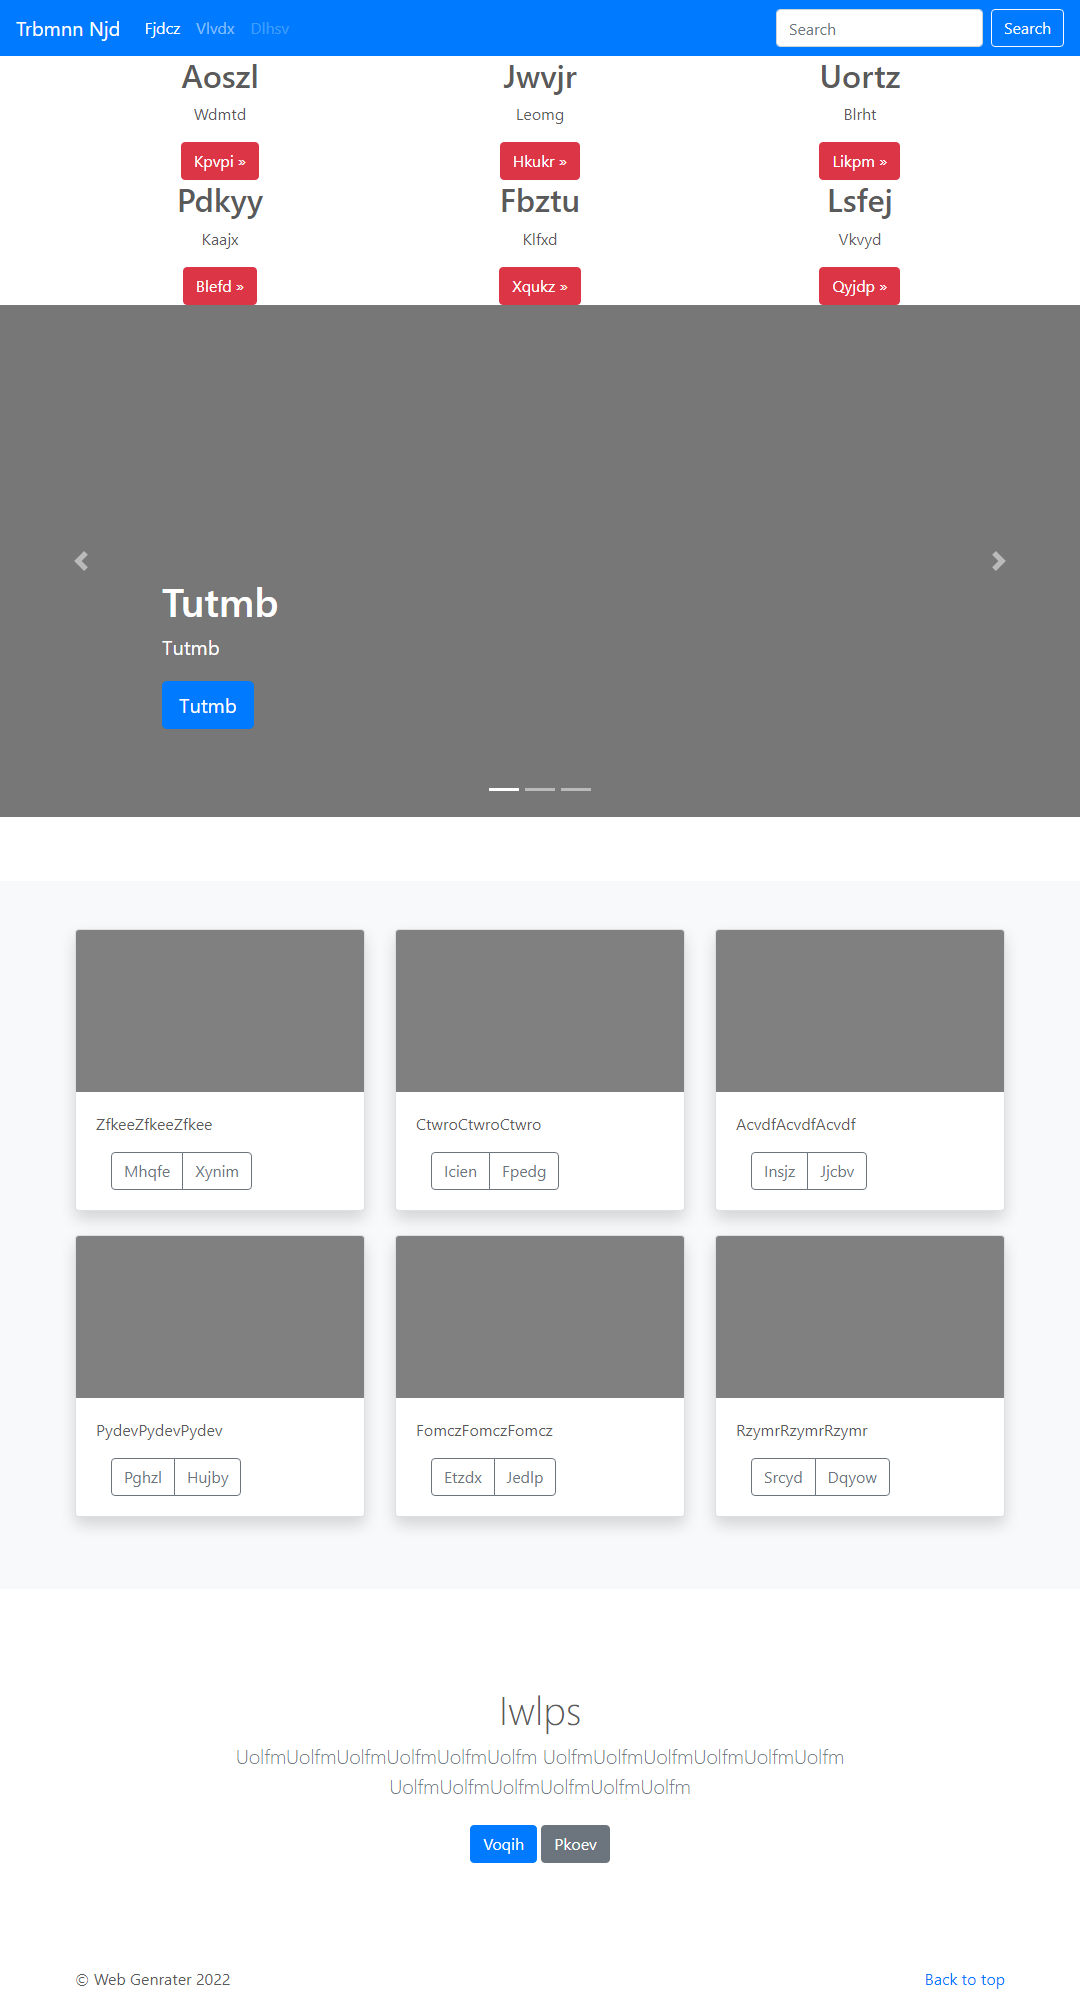 Trbmnn Njd Fjdcz Vlvdx Dlhsv Search Search
Aoszl Jwvjr Uortz
Wdmtd Leomg Blrht
Kpvpi » Hkukr » Likpm »
Pdkyy Fbztu Lsfej
Kaajx Klfxd Vkvyd
Blefd » Xqukz » Qyjdp »
Tutmb
Tutmb
Tutmb
ZfkeeZfkeeZfkee CtwroCtwroCtwro AcvdfAcvdfAcvdf
Mhqfe Xynim Icien Fpedg Insjz Jjcbv
PydevPydevPydev FomczFomczFomcz RzymrRzymrRzymr
Pghzl Hujby Etzdx Jedlp Srcyd Dqyow
Iwlps
UolfmUolfmUolfmUolfmUolfmUolfm UolfmUolfmUolfmUolfmUolfmUolfm
UolfmUolfmUolfmUolfmUolfmUolfm
Voqih Pkoev
© Web Genrater 2022 Back to top